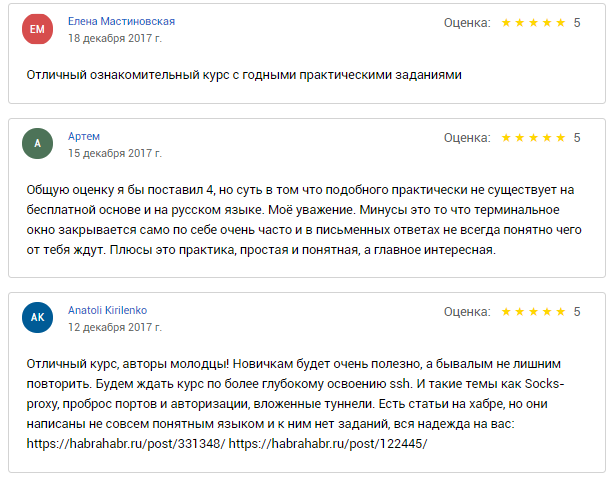 ЕМ
Елена Мастиновская
Оценка: ★★★★★ 5
18 декабря 2017 г.
Отличный ознакомительный курс с годными практическими заданиями
А
Артем
Оценка: ★★★★★ 5
15 декабря 2017 г.
Общую оценку я бы поставил 4, но суть в том что подобного практически не существует на
бесплатной основе и на русском языке. Моё уважение. Минусы это то что терминальное
окно закрывается само по себе очень часто и в письменных ответах не всегда понятно чего
от тебя ждут. Плюсы это практика, простая и понятная, а главное интересная.
AK
Anatoli Kirilenko
Оценка: ★★★★★ 5
12 декабря 2017 г.
Отличный курс, авторы молодцы! Новичкам будет очень полезно, а бывалым не лишним
повторить. Будем ждать курс по более глубокому освоению ssh. И такие темы как Socks-
proxy, проброс портов и авторизации, вложенные туннели. Есть статьи на хабре, но они
написаны не совсем понятным языком и к ним нет заданий, вся надежда на вас:
https://habrahabr.ru/post/331348/ https://habrahabr.ru/post/122445/